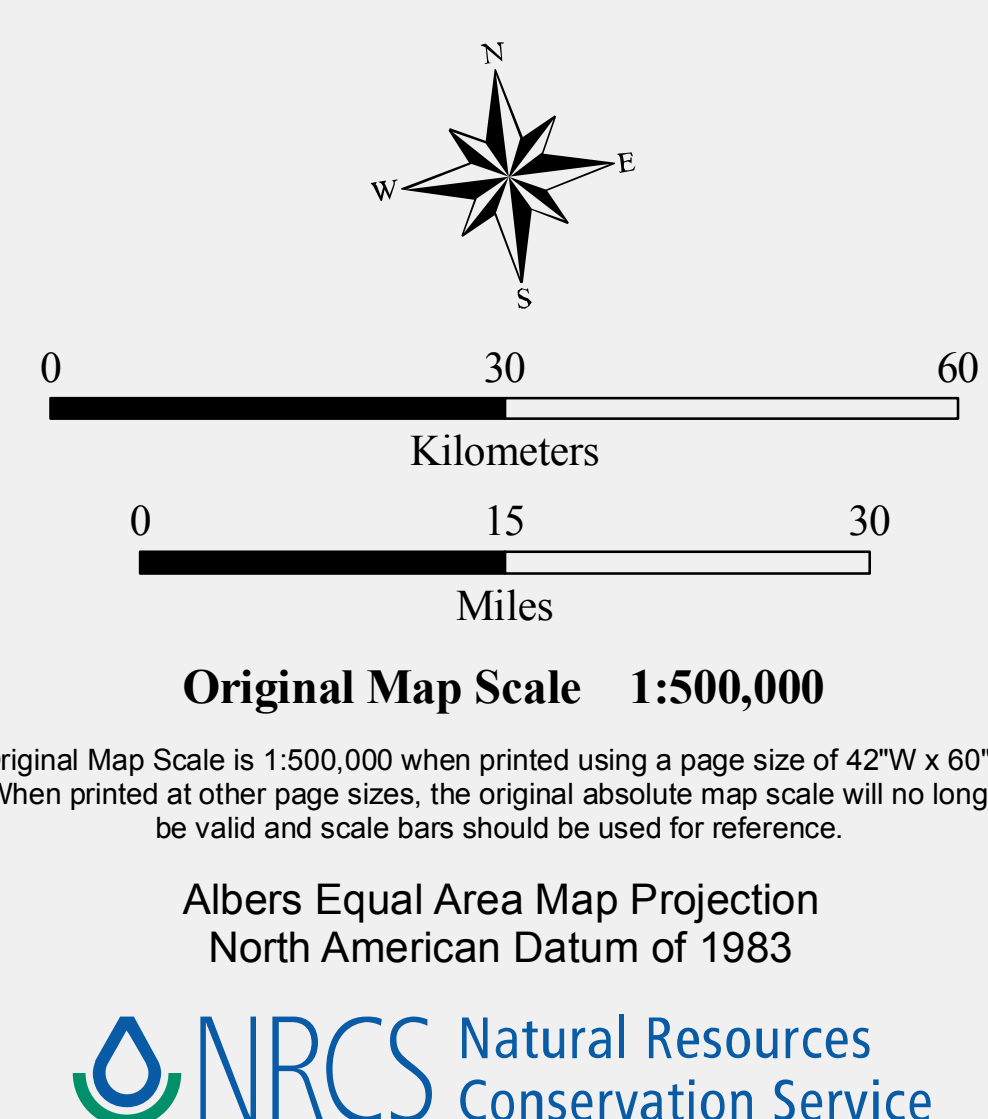 N
W E
S
0 30 60
Kilometers
0 15 30
Miles
Original Map Scale 1:500,000
riginal Map Scale is 1:500,000 when printed using a page size of 42"W x 60"
When printed at other page sizes, the original absolute map scale will no long
be valid and scale bars should be used for reference.
Albers Equal Area Map Projection
North American Datum of 1983
NRCS Natural Resources
Conservation Service